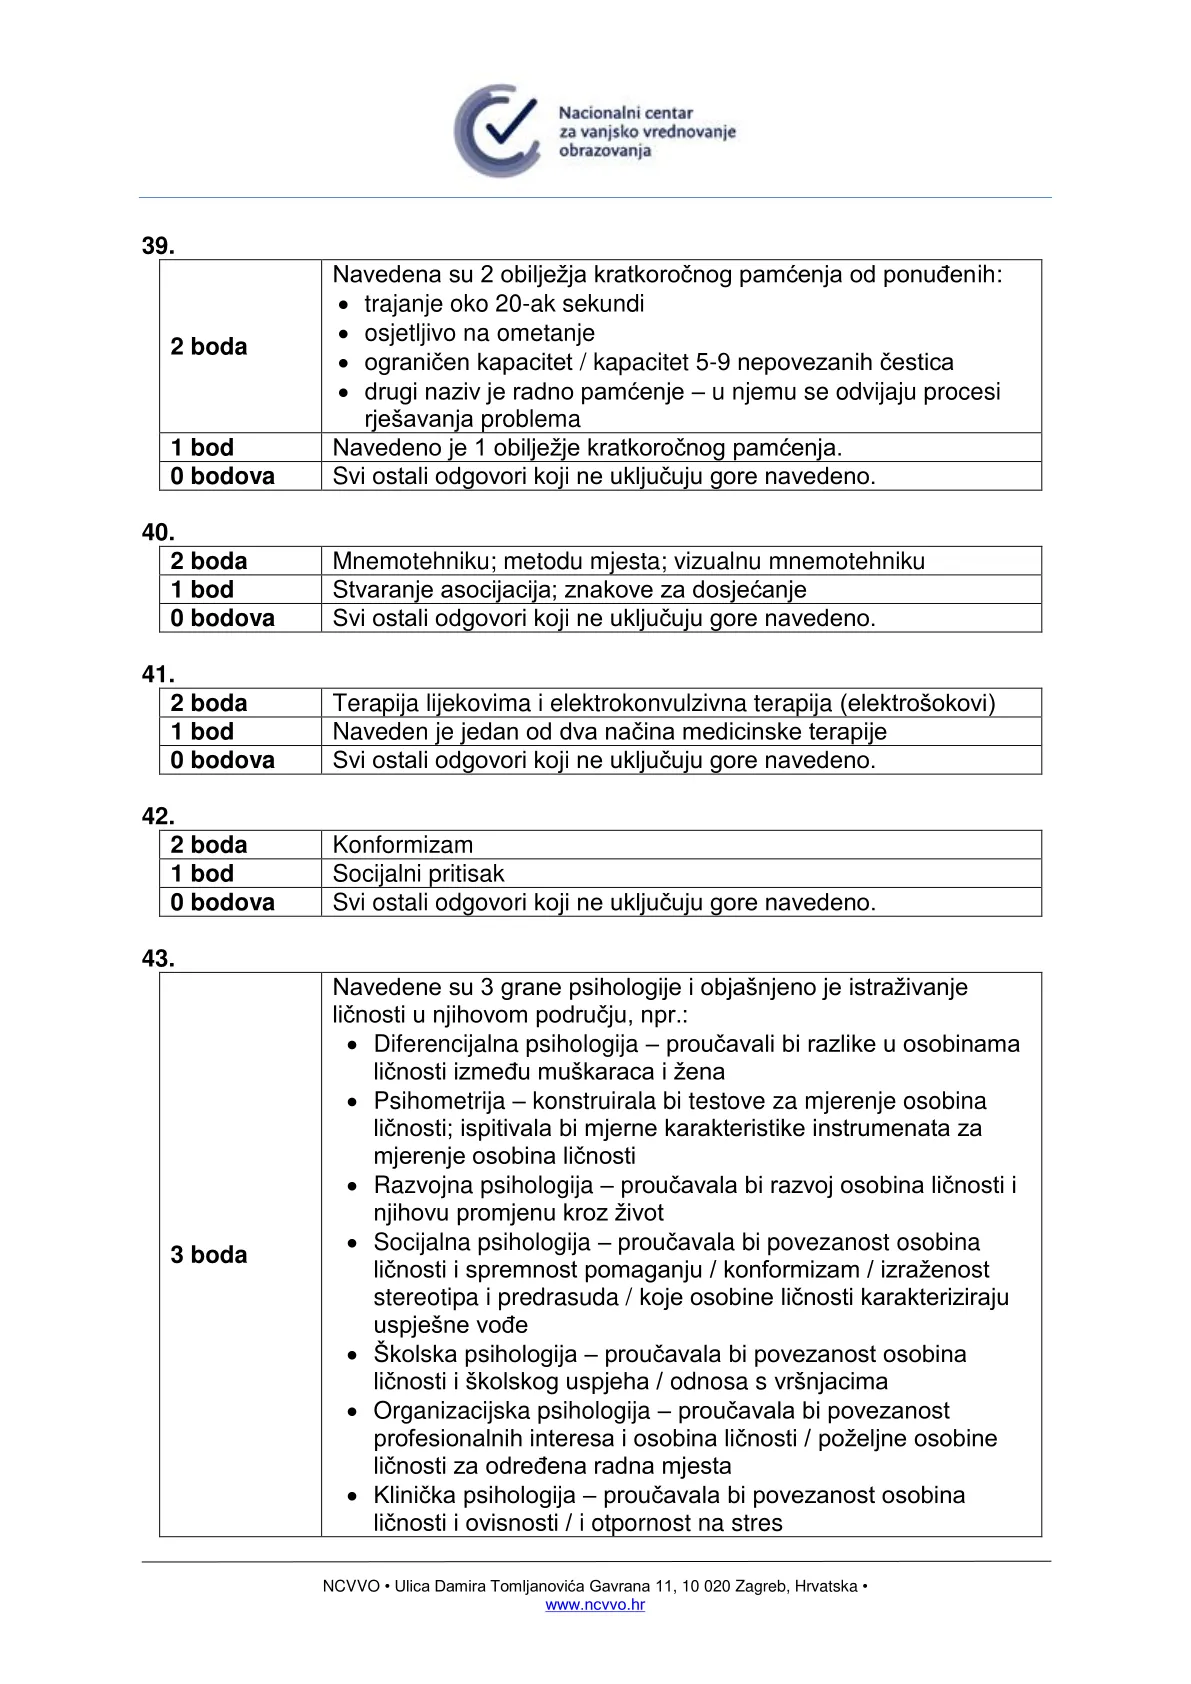 Nacionalni centar
za vanjsko vrednovanje
obrazovanja
39.
2 boda
Navedena su 2 obilježja kratkoročnog pamćenja od ponuđenih:
• trajanje oko 20-ak sekundi
• osjetljivo na ometanje
• ograničen kapacitet / kapacitet 5-9 nepovezanih čestica
• drugi naziv je radno pamćenje – u njemu se odvijaju procesi
rješavanja problema
1 bod Navedeno je 1 obilježje kratkoročnog pamćenja.
0 bodova Svi ostali odgovori koji ne uključuju gore navedeno.
40.
2 boda Mnemotehniku; metodu mjesta; vizualnu mnemotehniku
1 bod Stvaranje asocijacija; znakove za dosjećanje
0 bodova Svi ostali odgovori koji ne uključuju gore navedeno.
41.
2 boda Terapija lijekovima i elektrokonvulzivna terapija (elektrošokovi)
1 bod Naveden je jedan od dva načina medicinske terapije
0 bodova Svi ostali odgovori koji ne uključuju gore navedeno.
42.
2 boda Konformizam
1 bod Socijalni pritisak
0 bodova Svi ostali odgovori koji ne uključuju gore navedeno.
43.
3 boda
Navedene su 3 grane psihologije i objašnjeno je istraživanje
ličnosti u njihovom području, npr.:
• Diferencijalna psihologija – proučavali bi razlike u osobinama
ličnosti između muškaraca i žena
• Psihometrija – konstruirala bi testove za mjerenje osobina
ličnosti; ispitivala bi mjerne karakteristike instrumenata za
mjerenje osobina ličnosti
• Razvojna psihologija – proučavala bi razvoj osobina ličnosti i
njihovu promjenu kroz život
• Socijalna psihologija – proučavala bi povezanost osobina
ličnosti i spremnost pomaganju / konformizam / izraženost
stereotipa i predrasuda / koje osobine ličnosti karakteriziraju
uspješne vođe
• Školska psihologija – proučavala bi povezanost osobina
ličnosti i školskog uspjeha / odnosa s vršnjacima
• Organizacijska psihologija – proučavala bi povezanost
profesionalnih interesa i osobina ličnosti / poželjne osobine
ličnosti za određena radna mjesta
• Klinička psihologija – proučavala bi povezanost osobina
ličnosti i ovisnosti / i otpornost na stres
NCVVO • Ulica Damira Tomljanovića Gavrana 11, 10 020 Zagreb, Hrvatska •
www.ncvvo.hr